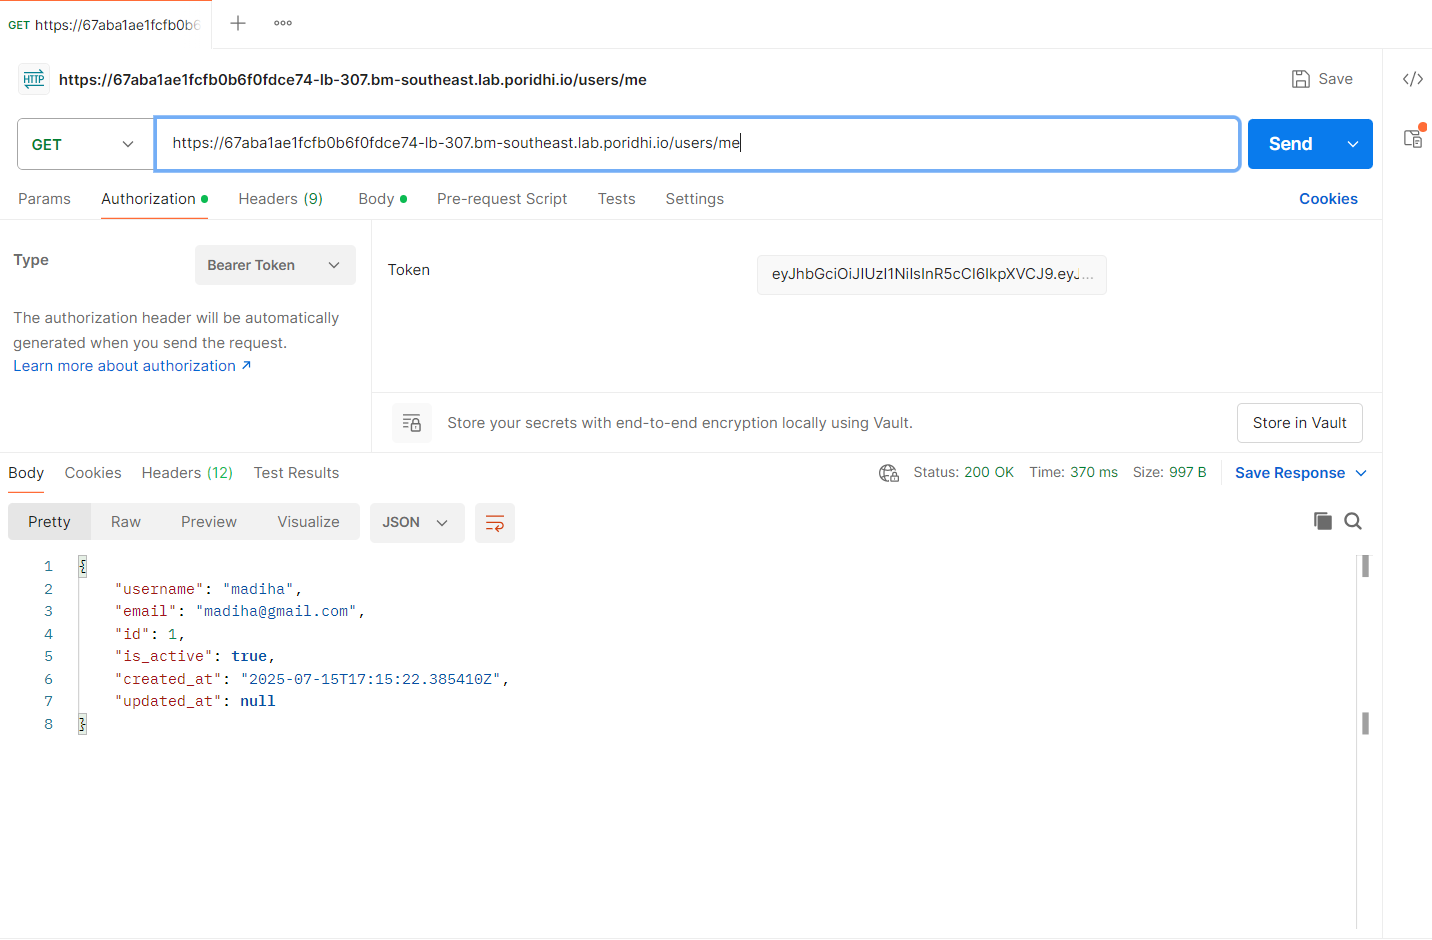 GET https://67aba1ae1fcfb0b6
HTTP https://67aba1ae1fcfb0b6f0fdce74-lb-307.bm-southeast.lab.poridhi.io/users/me
Save
GET
https://67aba1ae1fcfb0b6f0fdce74-lb-307.bm-southeast.lab.poridhi.io/users/me
Send
Params Authorization Headers (9) Body Pre-request Script Tests Settings Cookies
Type
Bearer Token
The authorization header will be automatically
generated when you send the request.
Learn more about authorization ↗
Token
eyJhbGciOiJIUzI1NiIsInR5cCI6IkpXVCJ9.eyJ...
Store your secrets with end-to-end encryption locally using Vault.
Store in Vault
Body Cookies Headers (12) Test Results
Status: 200 OK Time: 370 ms Size: 997 B Save Response
Pretty Raw Preview Visualize JSON
1 {
2 "username": "madiha",
3 "email": "madiha@gmail.com",
4 "id": 1,
5 "is_active": true,
6 "created_at": "2025-07-15T17:15:22.385410Z",
7 "updated_at": null
8 }